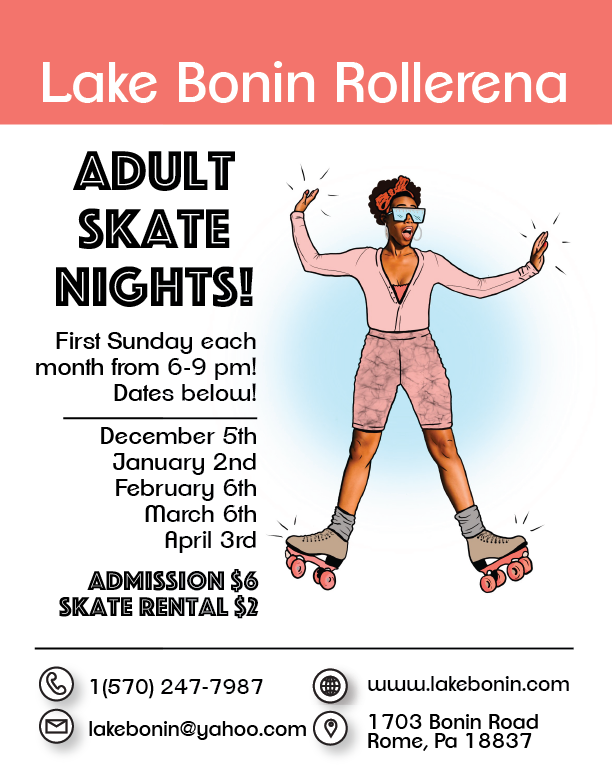 Lake Bonin Rollerena
ADULT
SKATE
NIGHTS!
First Sunday each
month from 6-9 pm!
Dates below!
December 5th
January 2nd
February 6th
March 6th
April 3rd
ADMISSION $6
SKATE RENTAL $2
1(570) 247-7987
lakebonin@yahoo.com
www.lakebonin.com
1703 Bonin Road
Rome, Pa 18837